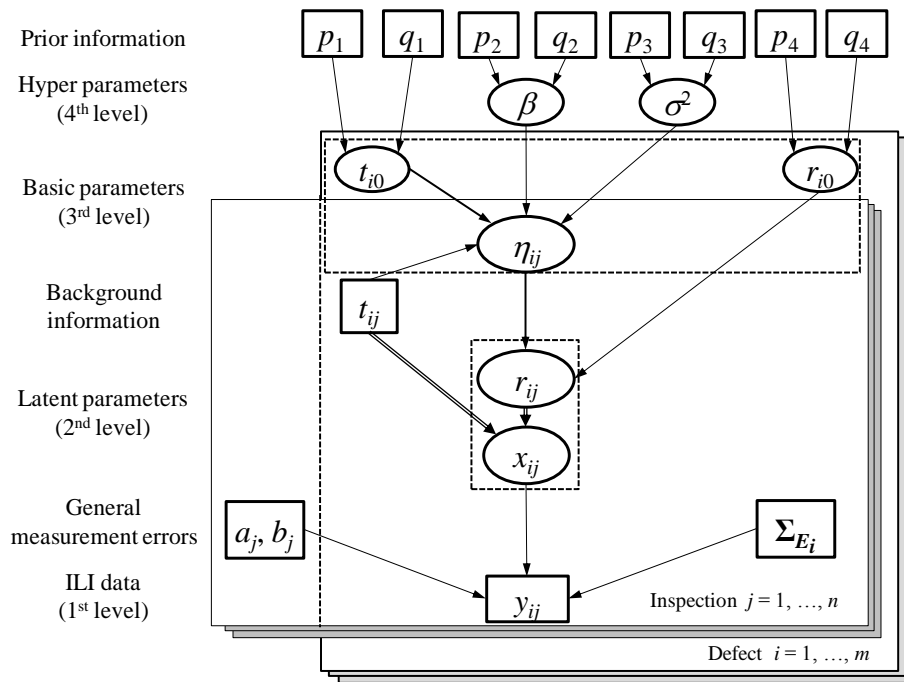 Prior information
p₁ q₁ p₂ q₂ p₃ q₃ p₄ q₄
Hyper parameters
(4ᵗʰ level)
β σ²
Basic parameters
(3ʳᵈ level)
tᵢ₀ rᵢ₀
ηᵢⱼ
Background
information
tᵢⱼ
rᵢⱼ
Latent parameters
(2ⁿᵈ level)
xᵢⱼ
General
measurement errors
aⱼ, bⱼ
Σ_Eᵢ
ILI data
(1ˢᵗ level)
yᵢⱼ
Inspection j = 1, …, n
Defect i = 1, …, m